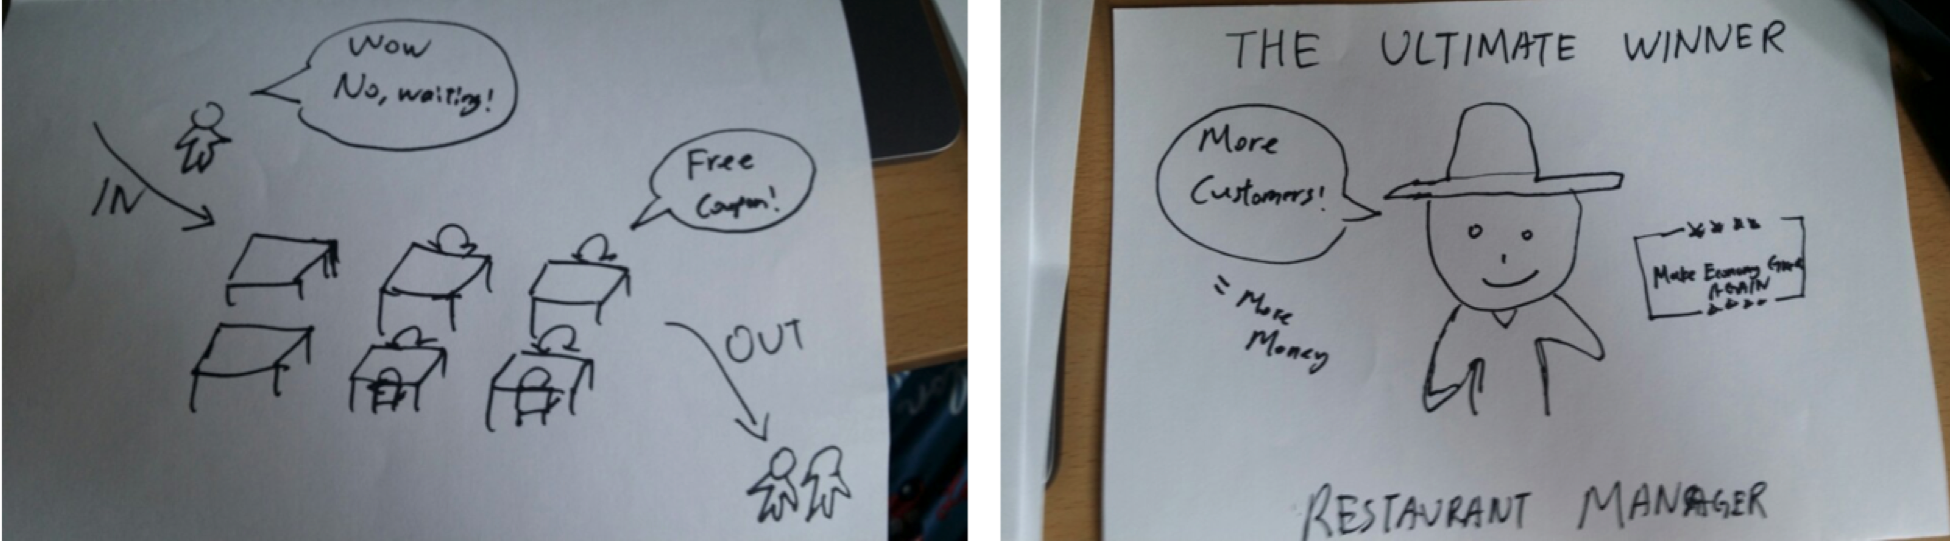 Wow
No, waiting!
IN
Free
Coupon!
OUT
THE ULTIMATE WINNER
More
Customers!
= More
Money
Make Economy Great
AGAIN
RESTAURANT MANAGER